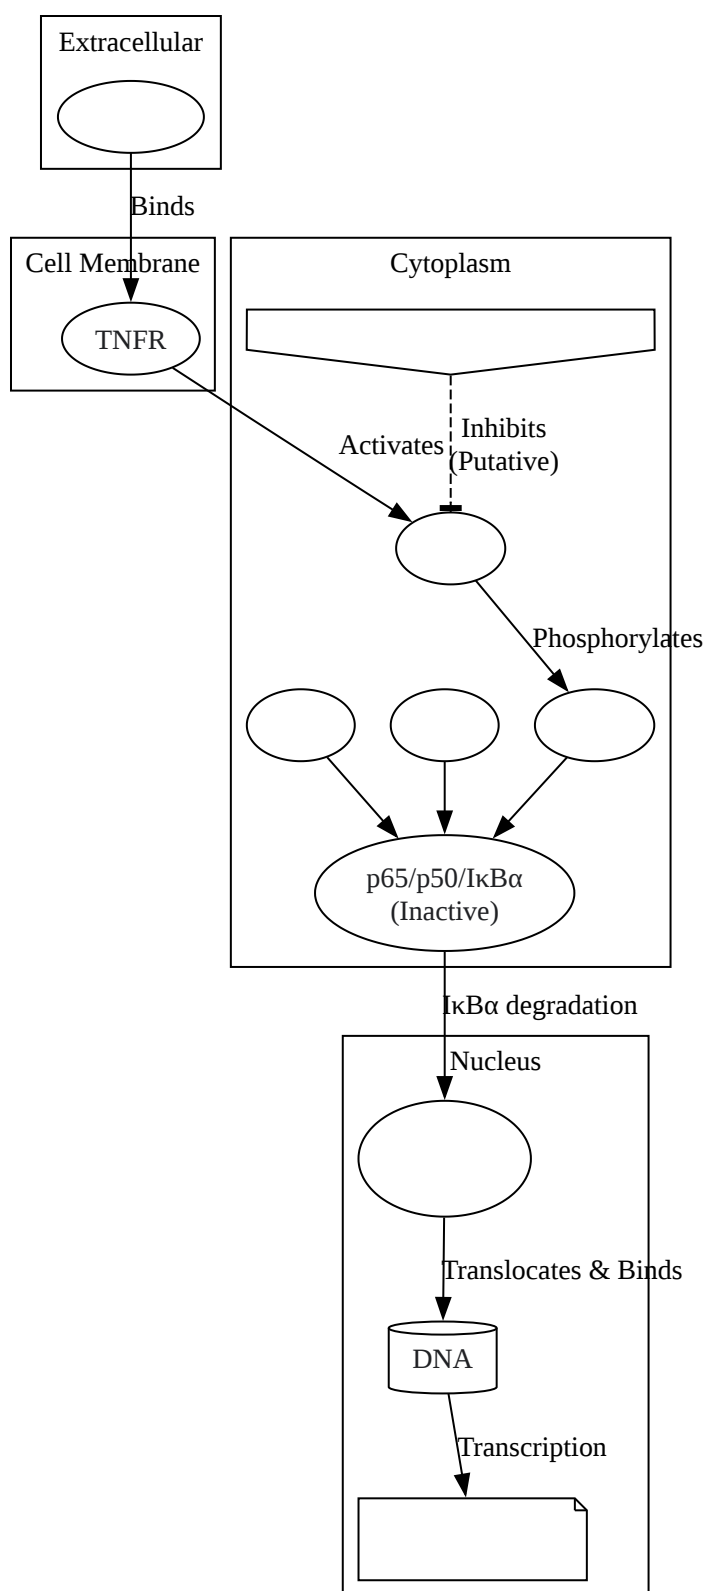 Extracellular
Binds
Cell Membrane
TNFR
Cytoplasm
Activates
Inhibits
(Putative)
Phosphorylates
p65/p50/IκBα
(Inactive)
IκBα degradation
Nucleus
Translocates & Binds
DNA
Transcription